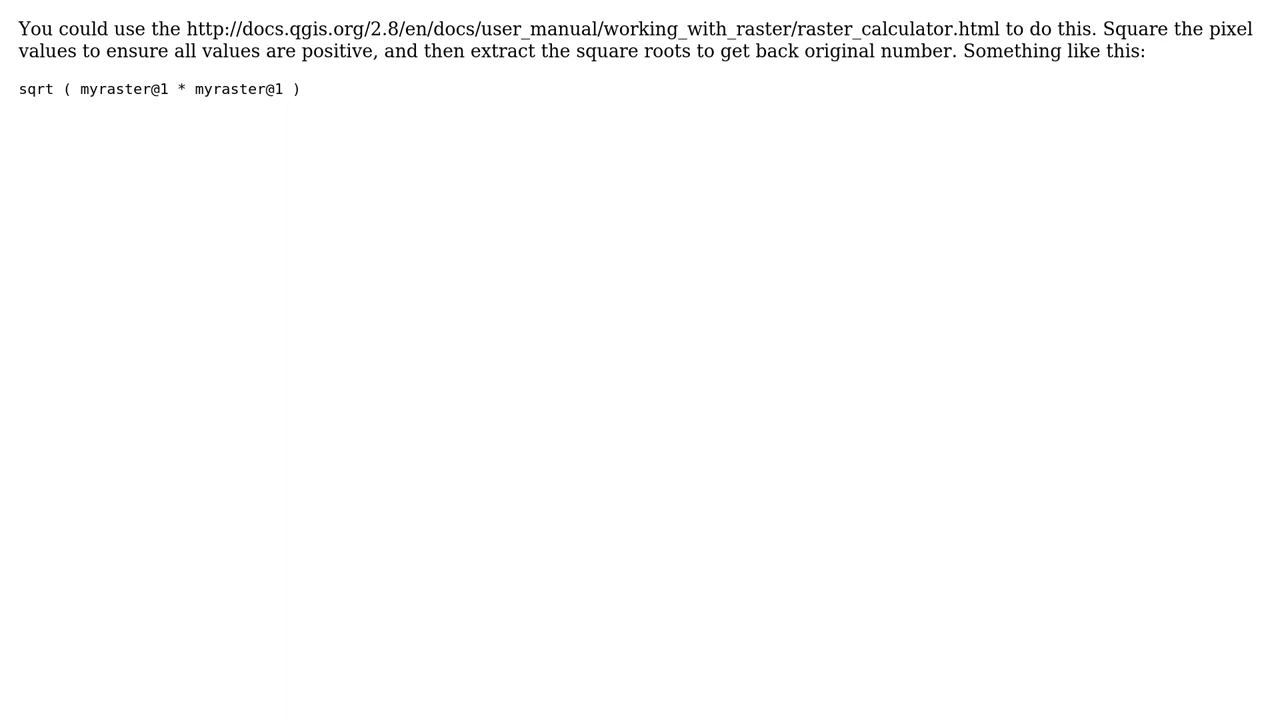 You could use the http://docs.qgis.org/2.8/en/docs/user_manual/working_with_raster/raster_calculator.html to do this. Square the pixel
values to ensure all values are positive, and then extract the square roots to get back original number. Something like this:
sqrt ( myraster@1 * myraster@1 )